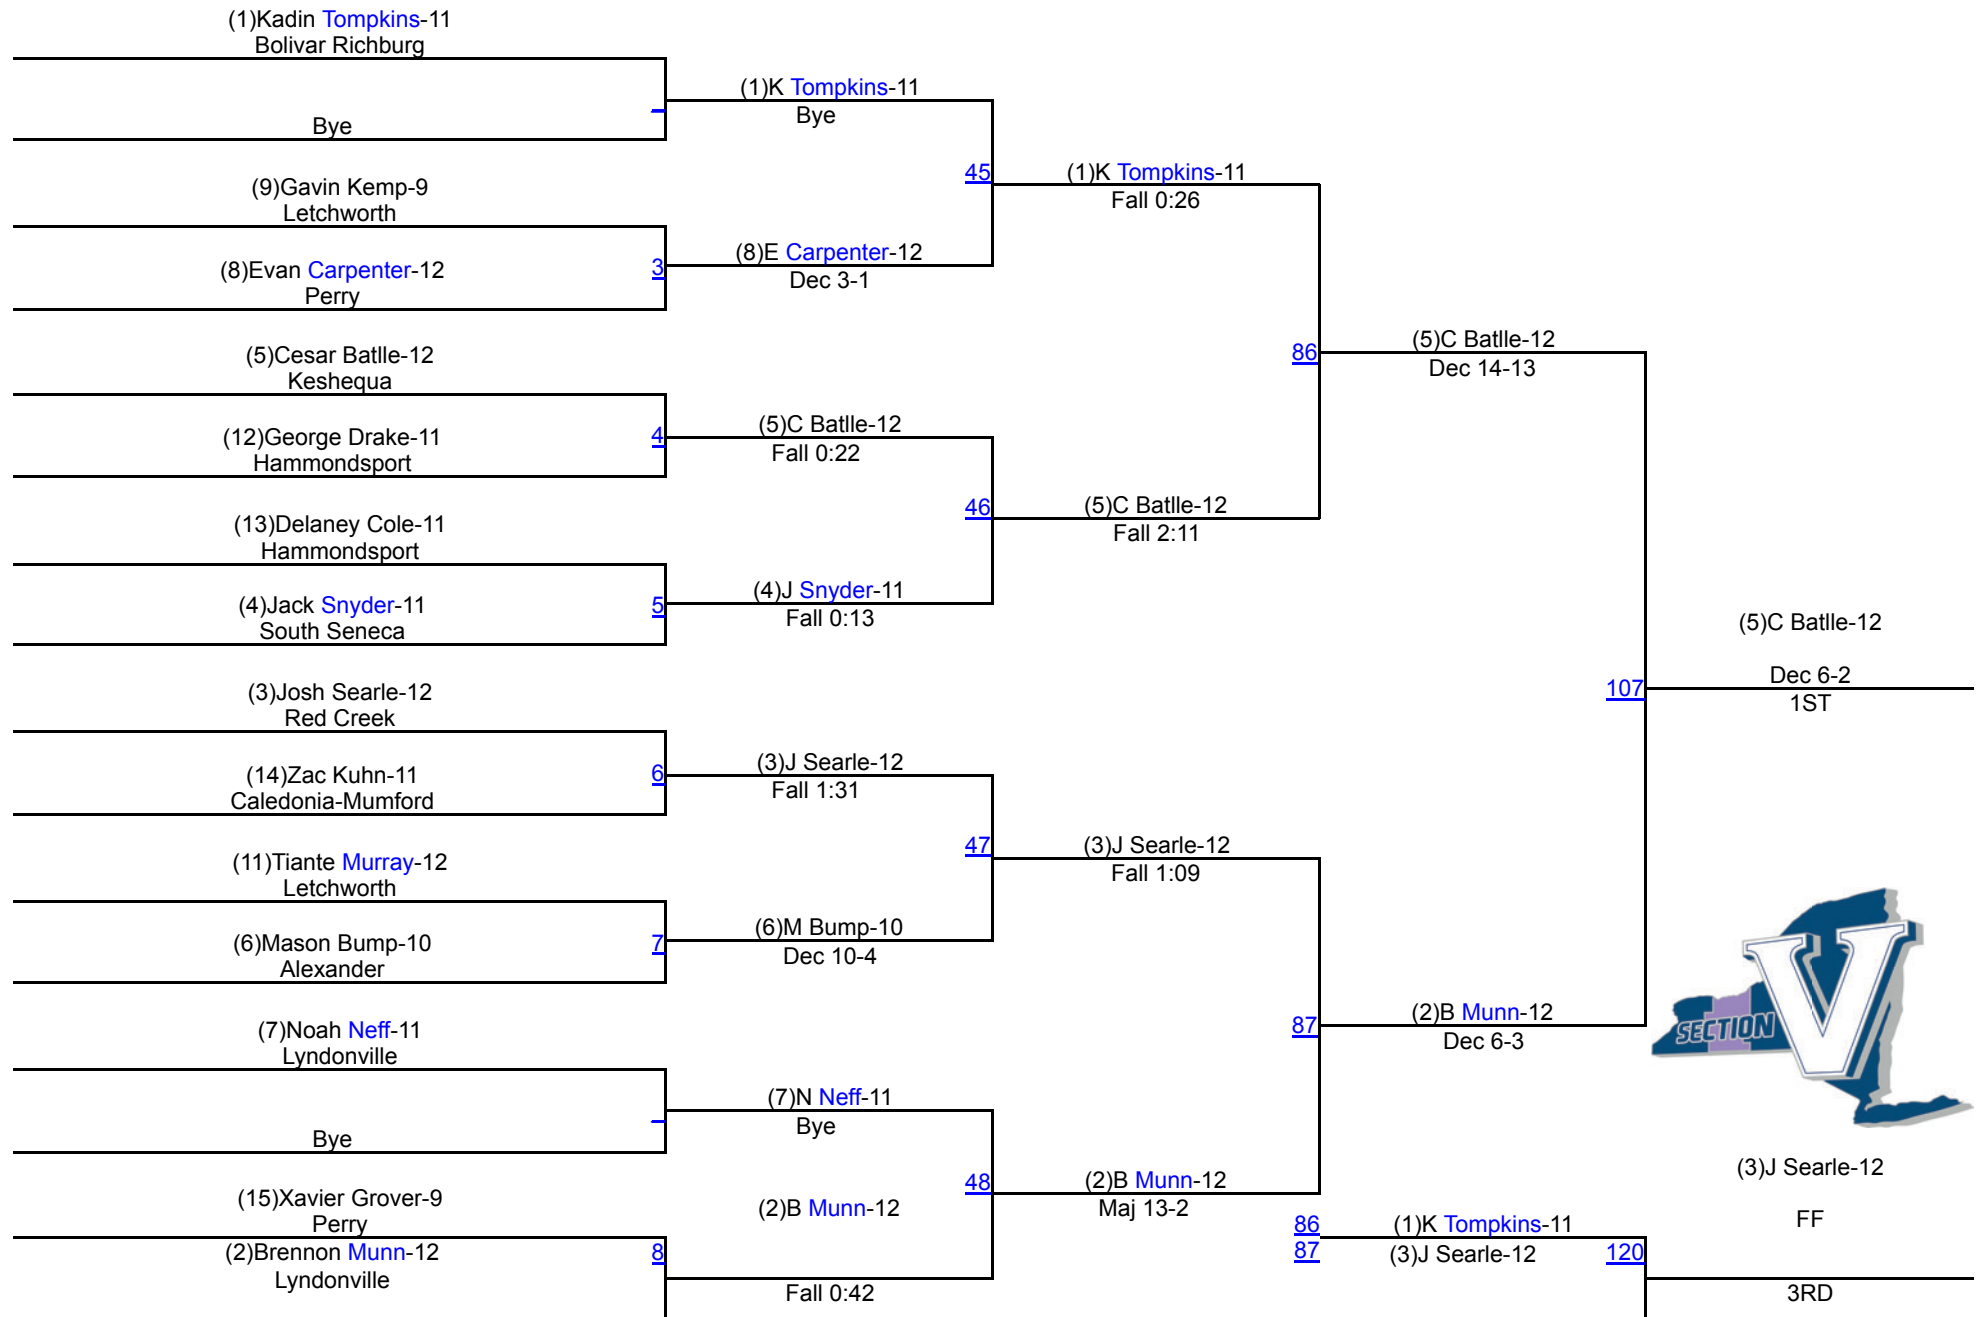 (1)Kadin Tompkins-11
Bolivar Richburg
Bye
(9)Gavin Kemp-9
Letchworth
(8)Evan Carpenter-12
Perry
3
(5)Cesar Batlle-12
Keshequa
(12)George Drake-11
Hammondsport
4
(13)Delaney Cole-11
Hammondsport
(4)Jack Snyder-11
South Seneca
5
(3)Josh Searle-12
Red Creek
(14)Zac Kuhn-11
Caledonia-Mumford
6
(11)Tiante Murray-12
Letchworth
(6)Mason Bump-10
Alexander
7
(7)Noah Neff-11
Lyndonville
Bye
(15)Xavier Grover-9
Perry
(2)Brennon Munn-12
Lyndonville
8
(1)K Tompkins-11
Bye
45
(8)E Carpenter-12
Dec 3-1
(5)C Batlle-12
Fall 0:22
46
(4)J Snyder-11
Fall 0:13
(3)J Searle-12
Fall 1:31
47
(6)M Bump-10
Dec 10-4
(7)N Neff-11
Bye
48
(2)B Munn-12
Fall 0:42
(1)K Tompkins-11
Fall 0:26
86
(5)C Batlle-12
Fall 2:11
(3)J Searle-12
Fall 1:09
87
(2)B Munn-12
Maj 13-2
(5)C Batlle-12
Dec 14-13
107
(2)B Munn-12
Dec 6-3
(5)C Batlle-12
Dec 6-2
1ST
SECTION V
86 (1)K Tompkins-11
87 (3)J Searle-12
120
(3)J Searle-12
FF
3RD